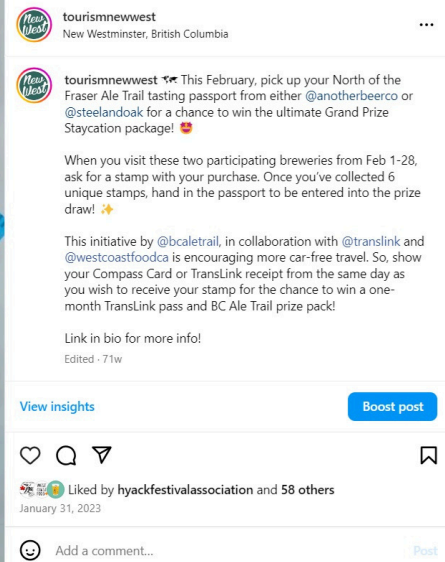 New
West
tourismnewwest
New Westminster, British Columbia
New
West
tourismnewwest 🗺 This February, pick up your North of the
Fraser Ale Trail tasting passport from either @anotherbeerco or
@steelandoak for a chance to win the ultimate Grand Prize
Staycation package! 🤩
When you visit these two participating breweries from Feb 1-28,
ask for a stamp with your purchase. Once you've collected 6
unique stamps, hand in the passport to be entered into the prize
draw! ✨
This initiative by @bcaletrail, in collaboration with @translink and
@westcoastfoodca is encouraging more car-free travel. So, show
your Compass Card or TransLink receipt from the same day as
you wish to receive your stamp for the chance to win a one-
month TransLink pass and BC Ale Trail prize pack!
Link in bio for more info!
Edited · 71w
View insights
Boost post
Liked by hyackfestivalassociation and 58 others
January 31, 2023
Add a comment...
Post